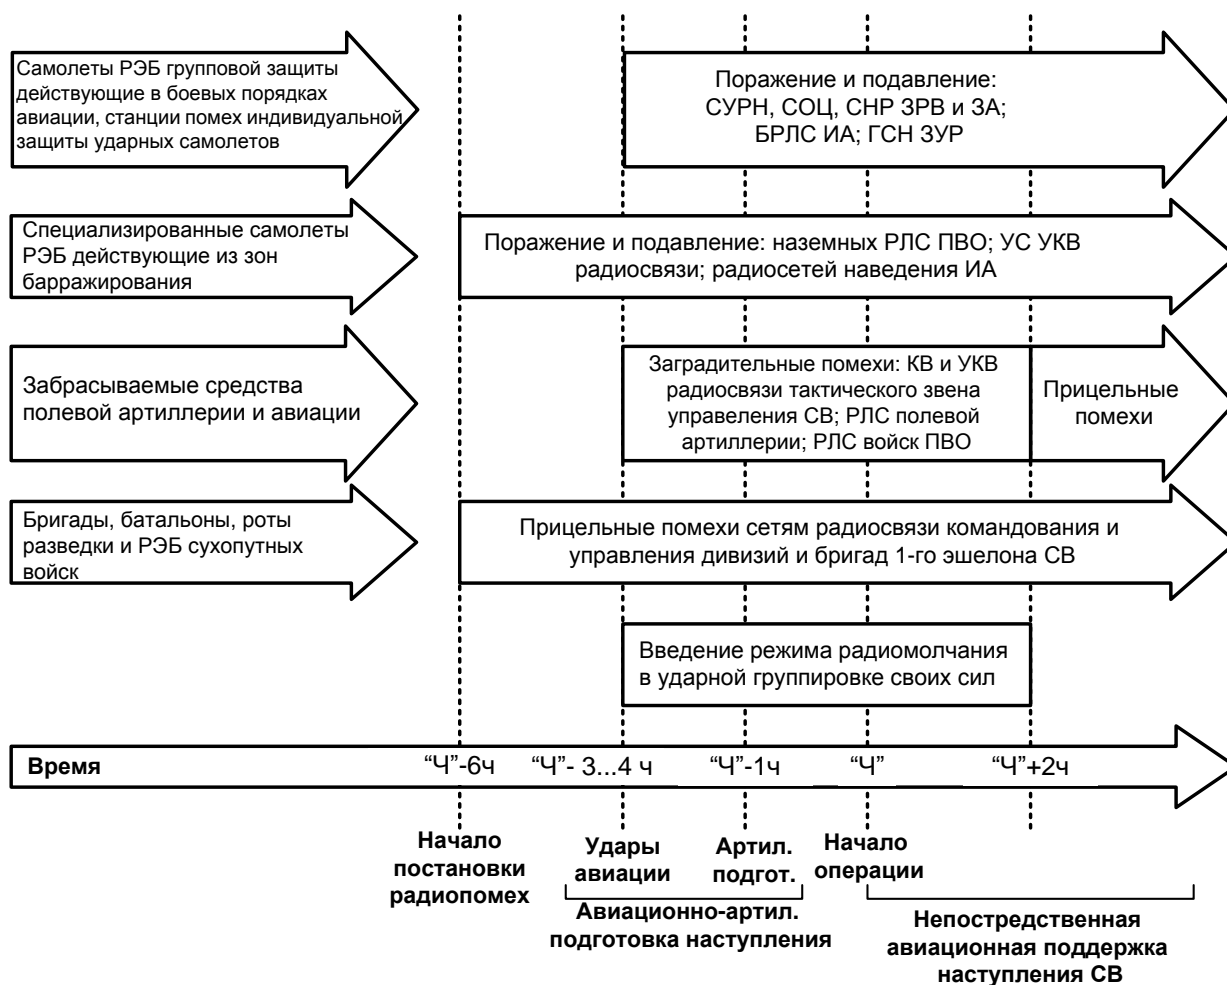 Самолеты РЭБ групповой защиты
действующие в боевых порядках
авиации, станции помех индивидуальной
защиты ударных самолетов
Поражение и подавление:
СУРН, СОЦ, СНР ЗРВ и ЗА;
БРЛС ИА; ГСН ЗУР
Специализированные самолеты
РЭБ действующие из зон
барражирования
Поражение и подавление: наземных РЛС ПВО; УС УКВ
радиосвязи; радиосетей наведения ИА
Забрасываемые средства
полевой артиллерии и авиации
Заградительные помехи: КВ и УКВ
радиосвязи тактического звена
управеления СВ; РЛС полевой
артиллерии; РЛС войск ПВО
Прицельные
помехи
Бригады, батальоны, роты
разведки и РЭБ сухопутных
войск
Прицельные помехи сетям радиосвязи командования и
управления дивизий и бригад 1-го эшелона СВ
Введение режима радиомолчания
в ударной группировке своих сил
Время
“Ч”-6ч
“Ч”- 3...4 ч
“Ч”-1ч
“Ч”
“Ч”+2ч
Начало
постановки
радиопомех
Удары
авиации
Артил.
подгот.
Начало
операции
Авиационно-артил.
подготовка наступления
Непостредственная
авиационная поддержка
наступления СВ